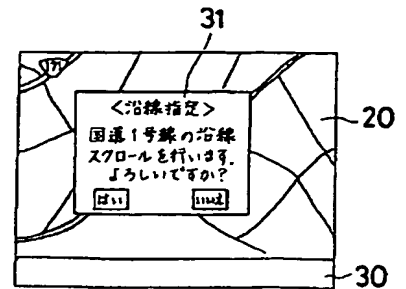 31
171
<沿線指定>
国道1号線の沿線
スクロールを行います。
よろしいですか?
はい いいえ
20
30